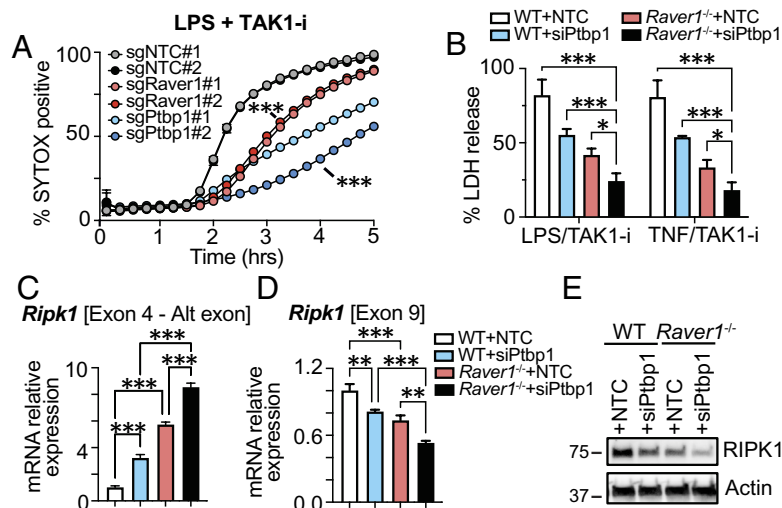 A
LPS + TAK1-i
sgNTC#1
sgNTC#2
sgRaver1#1
sgRaver1#2
sgPtbp1#1
sgPtbp1#2
***
***
% SYTOX positive
100
50
0
0 1 2 3 4 5
Time (hrs)
B
WT+NTC
WT+siPtbp1
Raver1-/-+NTC
Raver1-/-+siPtbp1
% LDH release
100
50
0
***
***
*
***
***
*
LPS/TAK1-i
TNF/TAK1-i
C
Ripk1 [Exon 4 - Alt exon]
mRNA relative
expression
10
8
4
0
***
***
***
***
D
Ripk1 [Exon 9]
mRNA relative
expression
1.2
0.6
0.0
***
**
***
**
WT+NTC
WT+siPtbp1
Raver1-/-+NTC
Raver1-/-+siPtbp1
E
WT Raver1-/-
+NTC
+siPtbp1
+NTC
+siPtbp1
75
RIPK1
37
Actin